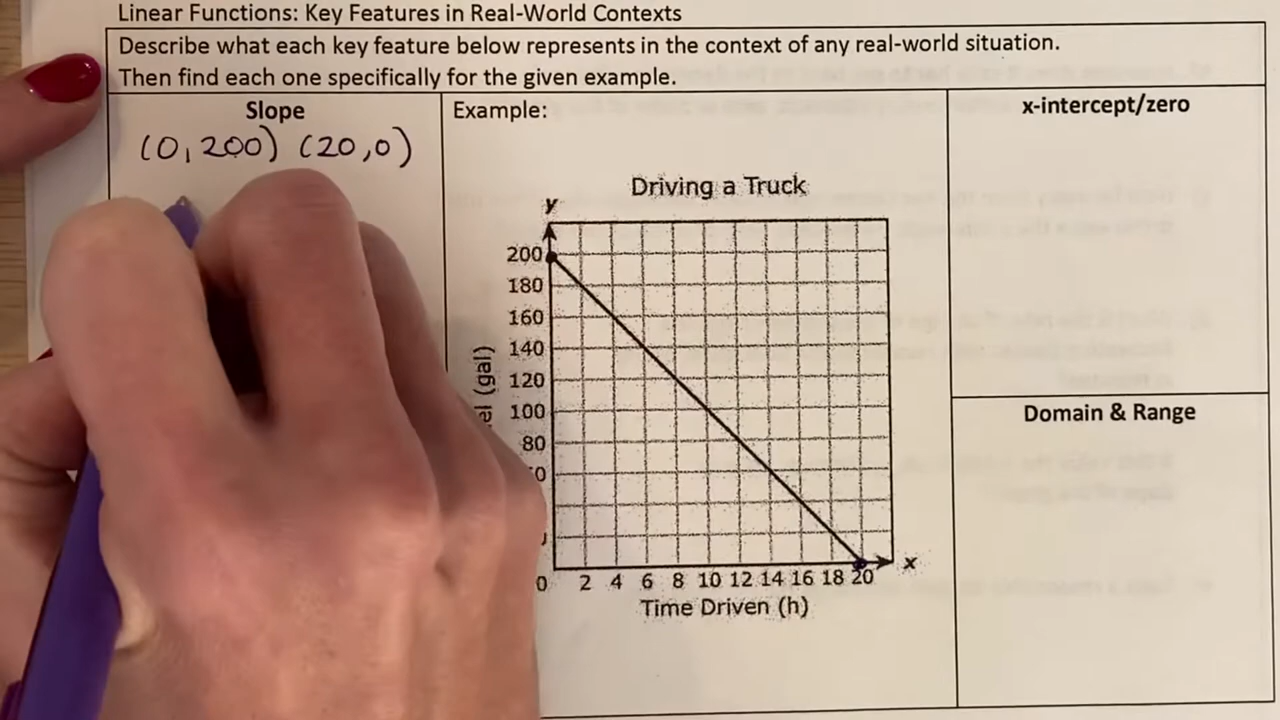 Linear Functions: Key Features in Real-World Contexts
Describe what each key feature below represents in the context of any real-world situation.
Then find each one specifically for the given example.
Slope
(0,200) (20,0)
Example:
Driving a Truck
y
200
180
160
140
120
100
80
0
(gal)
0 2 4 6 8 10 12 14 16 18 20 x
Time Driven (h)
x-intercept/zero
Domain & Range